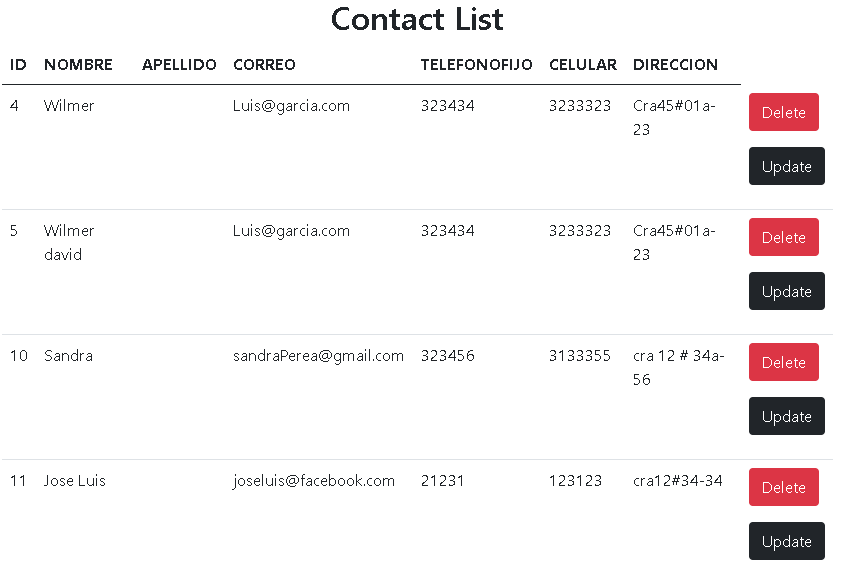 Contact List
ID NOMBRE APELLIDO CORREO TELEFONOFIJO CELULAR DIRECCION
4 Wilmer Luis@garcia.com 323434 3233323 Cra45#01a-
23
Delete
Update
5 Wilmer Luis@garcia.com 323434 3233323 Cra45#01a-
david 23
Delete
Update
10 Sandra sandraPerea@gmail.com 323456 3133355 cra 12 # 34a-
56
Delete
Update
11 Jose Luis joseluis@facebook.com 21231 123123 cra12#34-34
Delete
Update